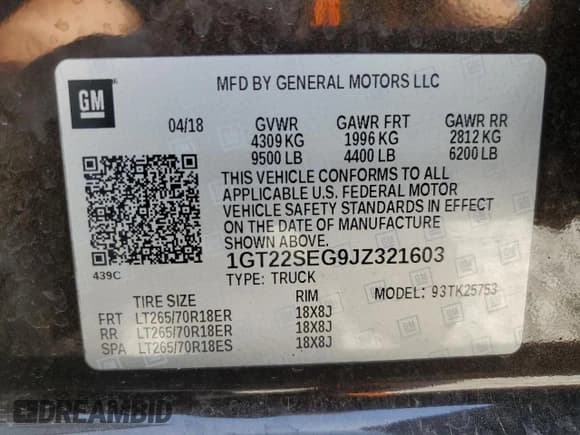 GM
MFD BY GENERAL MOTORS LLC
04/18 GVWR GAWR FRT GAWR RR
4309 KG 1996 KG 2812 KG
9500 LB 4400 LB 6200 LB
THIS VEHICLE CONFORMS TO ALL
APPLICABLE U.S. FEDERAL MOTOR
VEHICLE SAFETY STANDARDS IN EFFECT
ON THE DATE OF MANUFACTURE
SHOWN ABOVE.
439C
1GT22SEG9JZ321603
TYPE: TRUCK
TIRE SIZE RIM MODEL: 93TK25753
FRT LT265/70R18ER 18X8J
RR LT265/70R18ER 18X8J
SPA LT265/70R18ES 18X8J
DREAMBID